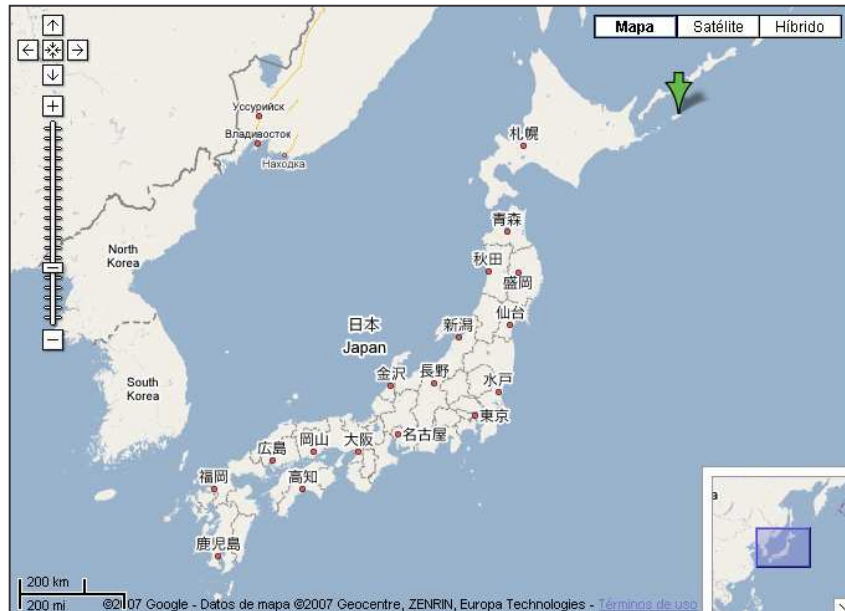 Mapa
Satélite
Híbrido
Уссурийск
Владивосток
Находка
札幌
North
Korea
青森
秋田
盛岡
仙台
日本
Japan
新潟
South
Korea
金沢
長野
水戸
東京
名古屋
広島
岡山
大阪
福岡
高知
鹿児島
a
200 km
200 mi
©2007 Google - Datos de mapa ©2007 Geocentre, ZENRIN, Europa Technologies - Términos de uso